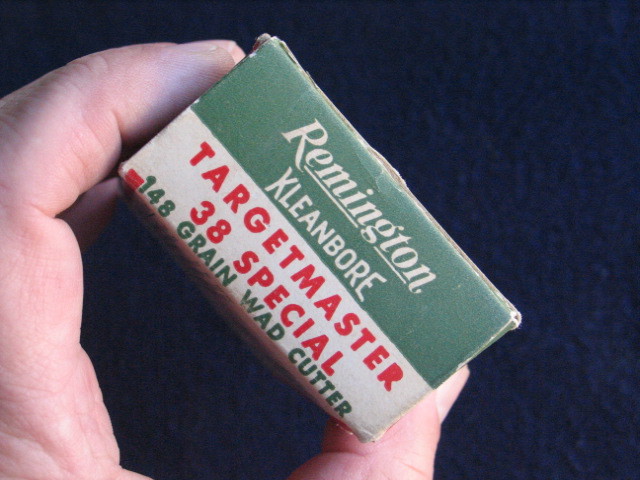 Remington
KLEANBORE
TARGETMASTER
38 SPECIAL
148 GRAIN WAD CUTTER